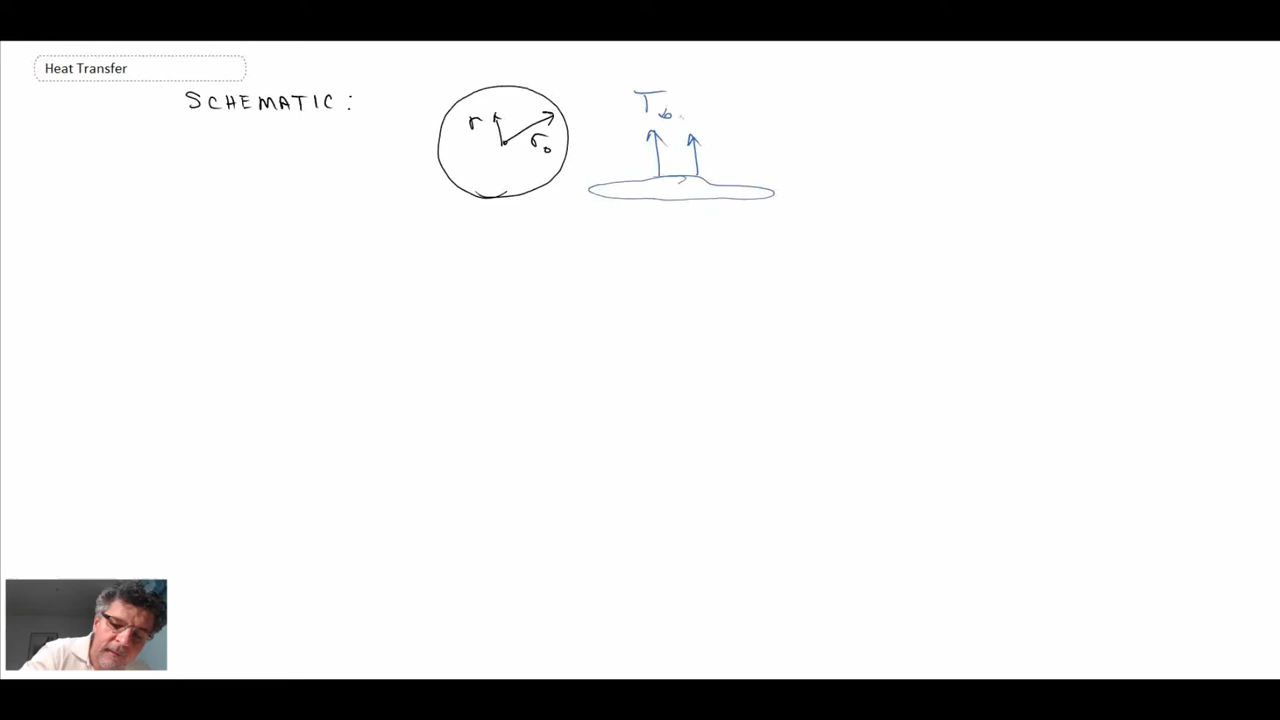 Heat Transfer
SCHEMATIC:
r
r₀
T